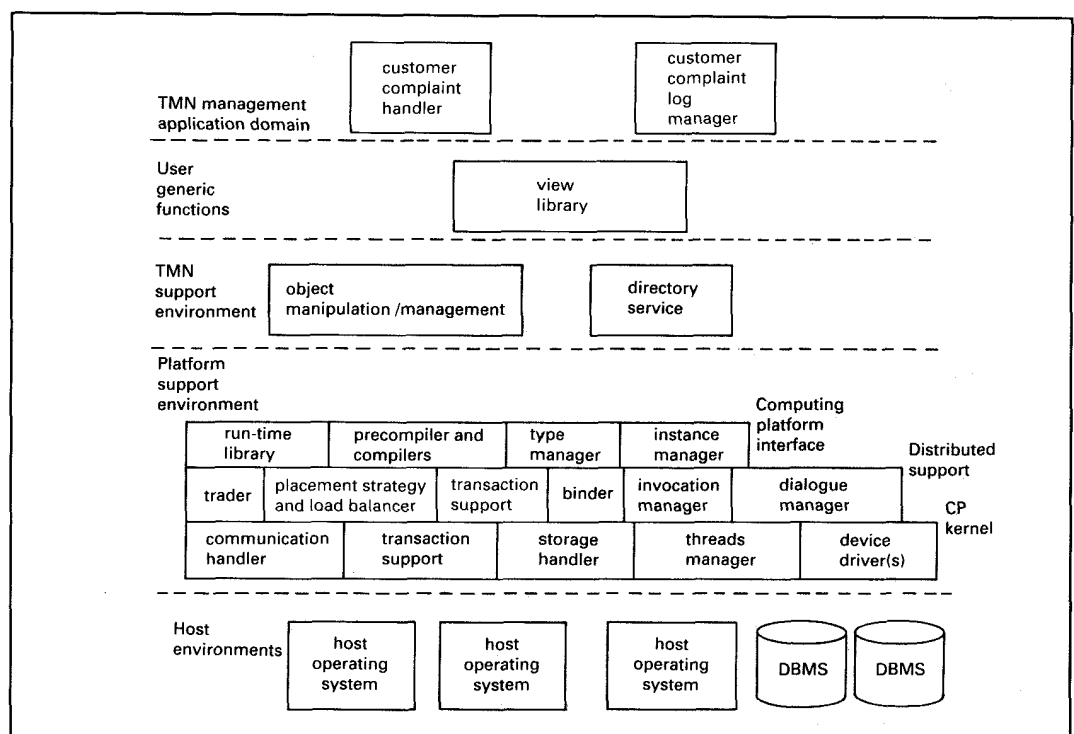 customer
complaint
handler
customer
complaint
log
manager
TMN management
application domain
User
generic
functions
view
library
TMN
support
environment
object
manipulation /management
directory
service
Platform
support
environment
Computing
platform
interface
run-time
library
precompiler and
compilers
type
manager
instance
manager
Distributed
support
trader
placement strategy
and load balancer
transaction
support
binder
invocation
manager
dialogue
manager
CP
kernel
communication
handler
transaction
support
storage
handler
threads
manager
device
driver(s)
Host
environments
host
operating
system
host
operating
system
host
operating
system
DBMS
DBMS